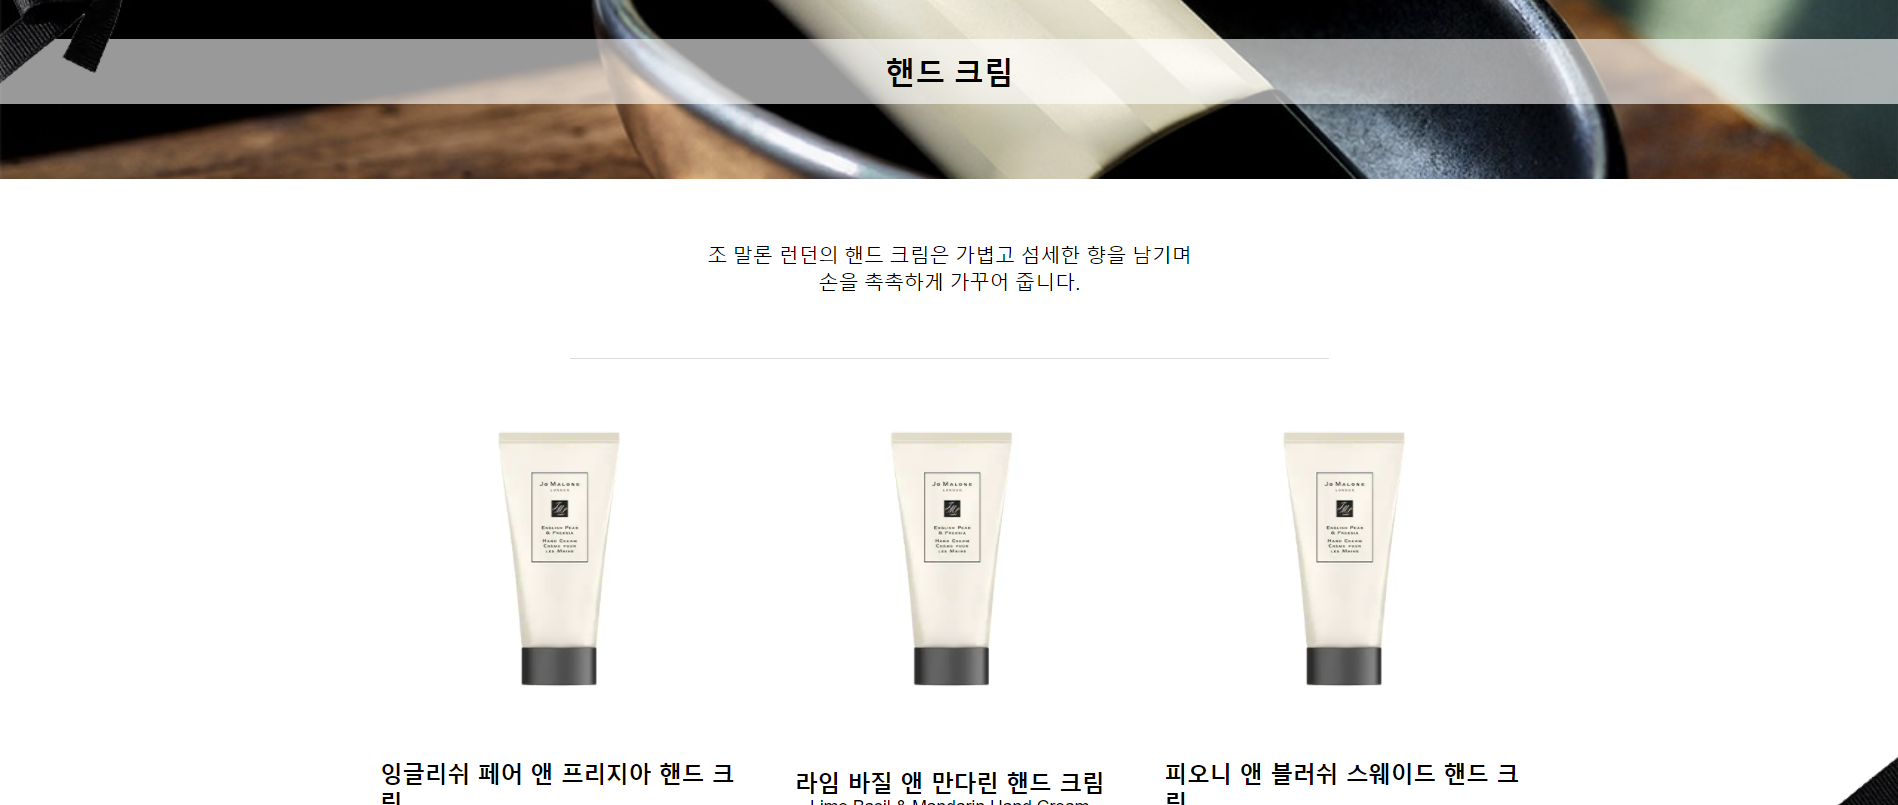 핸드 크림
조 말론 런던의 핸드 크림은 가볍고 섬세한 향을 남기며
손을 촉촉하게 가꾸어 줍니다.
JO MALONE
LONDON
ENGLISH PEAR
& FREESIA
HAND CREAM
CRÈME POUR
LES MAINS
JO MALONE
LONDON
ENGLISH PEAR
& FREESIA
HAND CREAM
CRÈME POUR
LES MAINS
JO MALONE
LONDON
ENGLISH PEAR
& FREESIA
HAND CREAM
CRÈME POUR
LES MAINS
잉글리쉬 페어 앤 프리지아 핸드 크
림
라임 바질 앤 만다린 핸드 크림
Lime Basil & Mandarin Hand Cream
피오니 앤 블러쉬 스웨이드 핸드 크
림